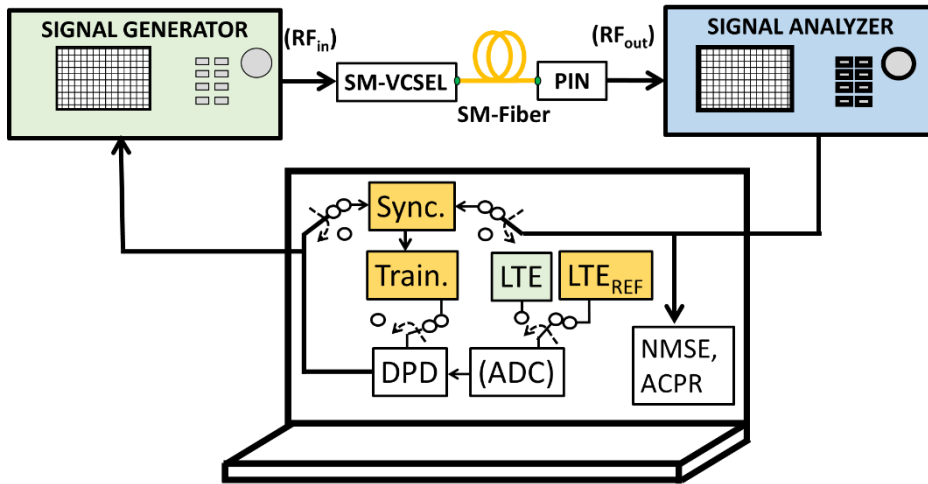 SIGNAL GENERATOR
(RFin)
SM-VCSEL
SM-Fiber
PIN
(RFout)
SIGNAL ANALYZER
Sync.
Train.
LTE
LTEREF
DPD
(ADC)
NMSE,
ACPR